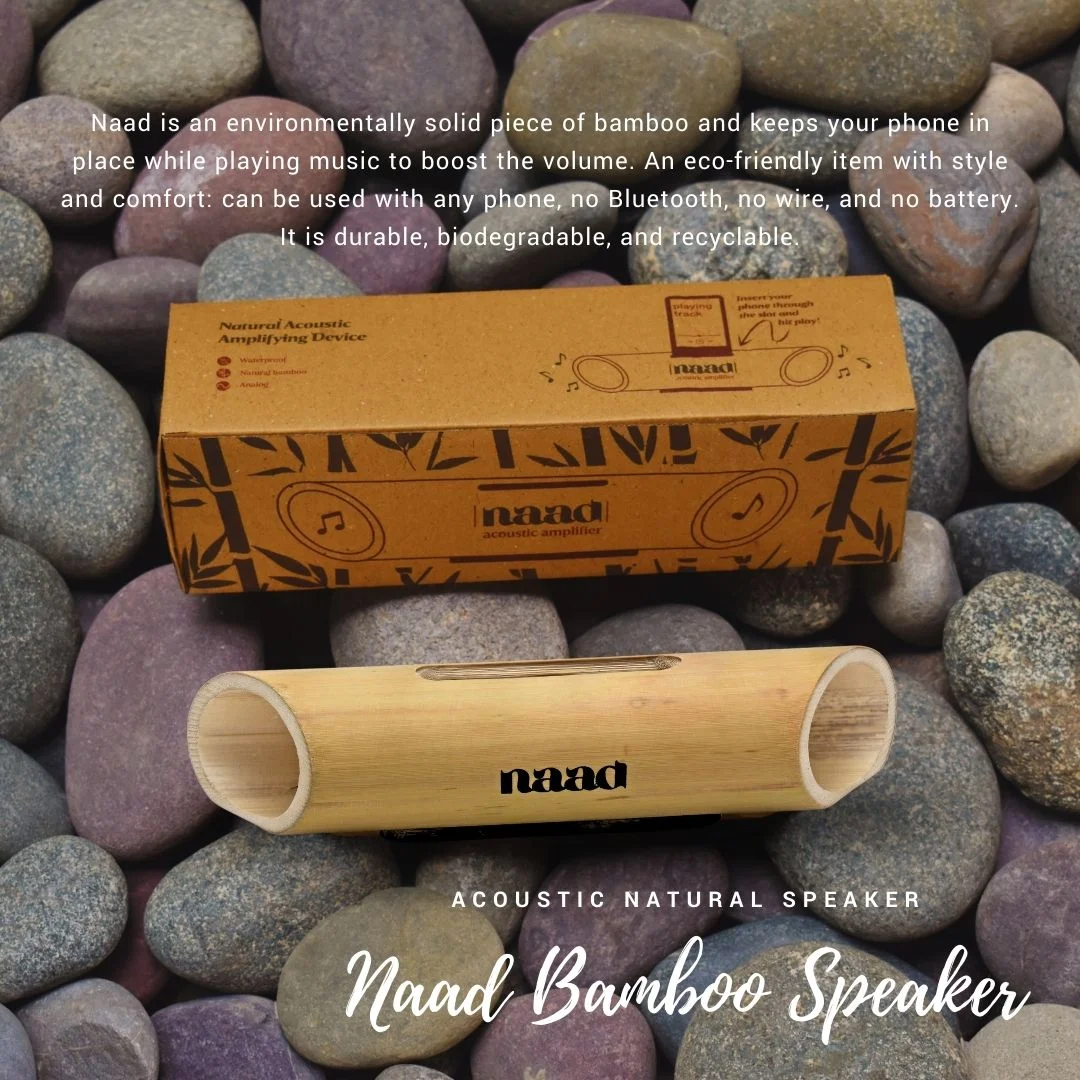 Naad is an environmentally solid piece of bamboo and keeps your phone in
place while playing music to boost the volume. An eco-friendly item with style
and comfort: can be used with any phone, no Bluetooth, no wire, and no battery.
It is durable, biodegradable, and recyclable.
Natural Acoustic
Amplifying Device
Waterproof
Natural bamboo
Analog
playing
track
Insert your
phone through
the slot and
hit play!
naad
acoustic amplifier
naad
acoustic amplifier
naad
ACOUSTIC NATURAL SPEAKER
Naad Bamboo Speaker